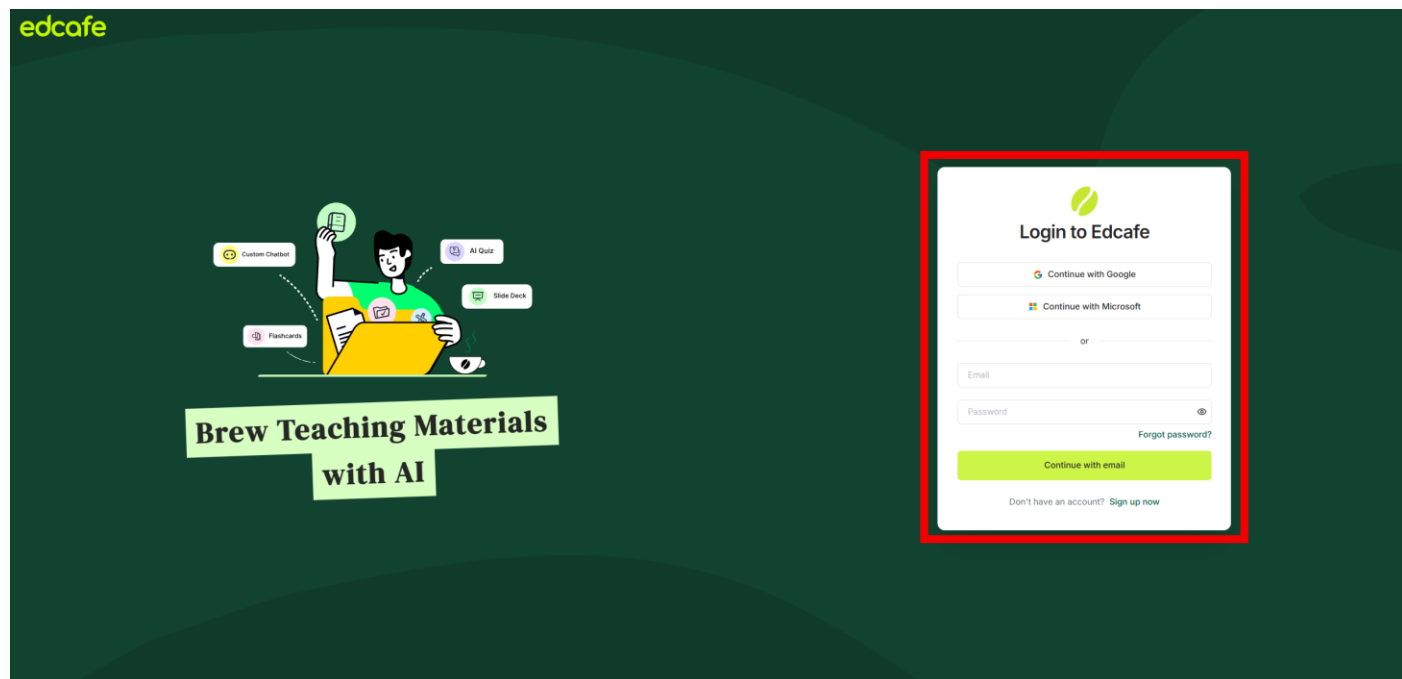 edcafe
Custom Chatbot
AI Quiz
Slide Deck
Flashcards
Brew Teaching Materials
with AI
Login to Edcafe
Continue with Google
Continue with Microsoft
or
Email
Password
Forgot password?
Continue with email
Don't have an account? Sign up now